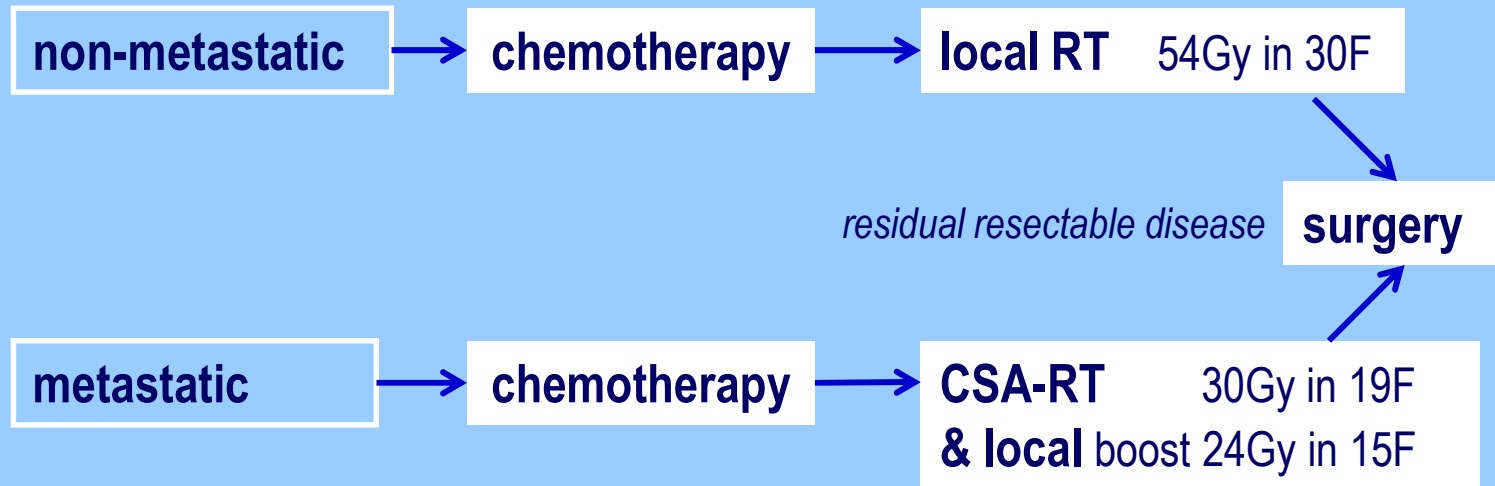 non-metastatic chemotherapy local RT 54Gy in 30F
residual resectable disease surgery
metastatic chemotherapy CSA-RT 30Gy in 19F
& local boost 24Gy in 15F